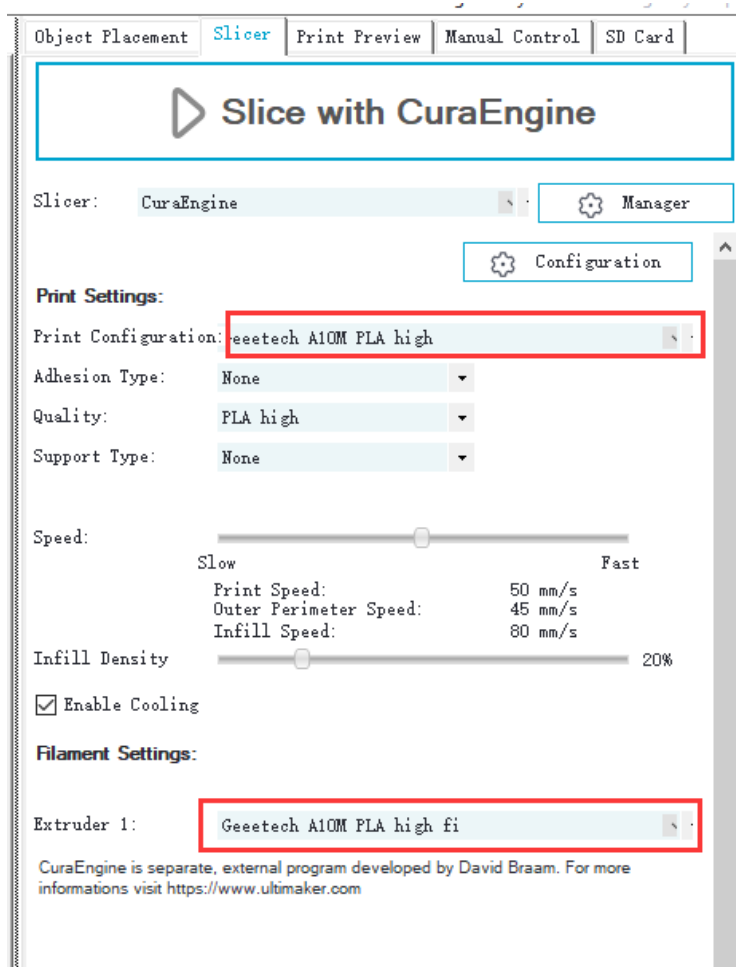 Object Placement Slicer Print Preview Manual Control SD Card
Slice with CuraEngine
Slicer: CuraEngine Manager
Configuration
Print Settings:
Print Configuration: eeetech A10M PLA high
Adhesion Type: None
Quality: PLA high
Support Type: None
Speed:
Slow Fast
Print Speed: 50 mm/s
Outer Perimeter Speed: 45 mm/s
Infill Speed: 80 mm/s
Infill Density 20%
Enable Cooling
Filament Settings:
Extruder 1: Geeetech A10M PLA high fi
CuraEngine is separate, external program developed by David Braam. For more
informations visit https://www.ultimaker.com